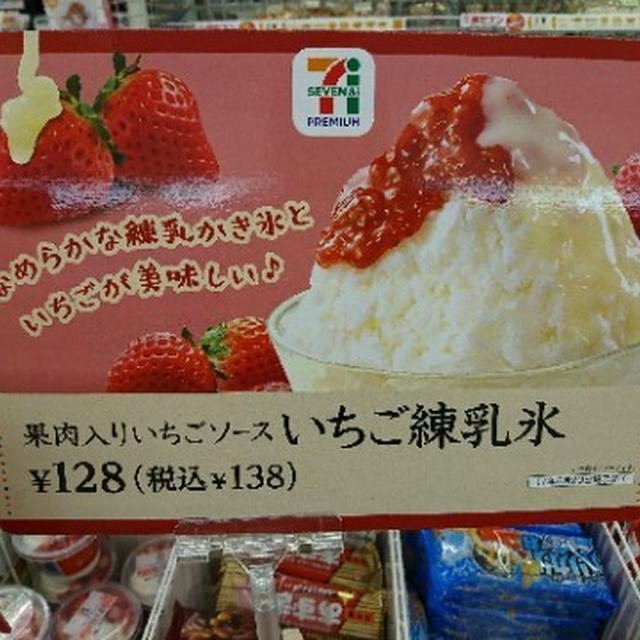 SEVEN&i
PREMIUM
なめらかな練乳かき氷と
いちごが美味しい♪
果肉入りいちごソース いちご練乳氷
¥128(税込¥138)